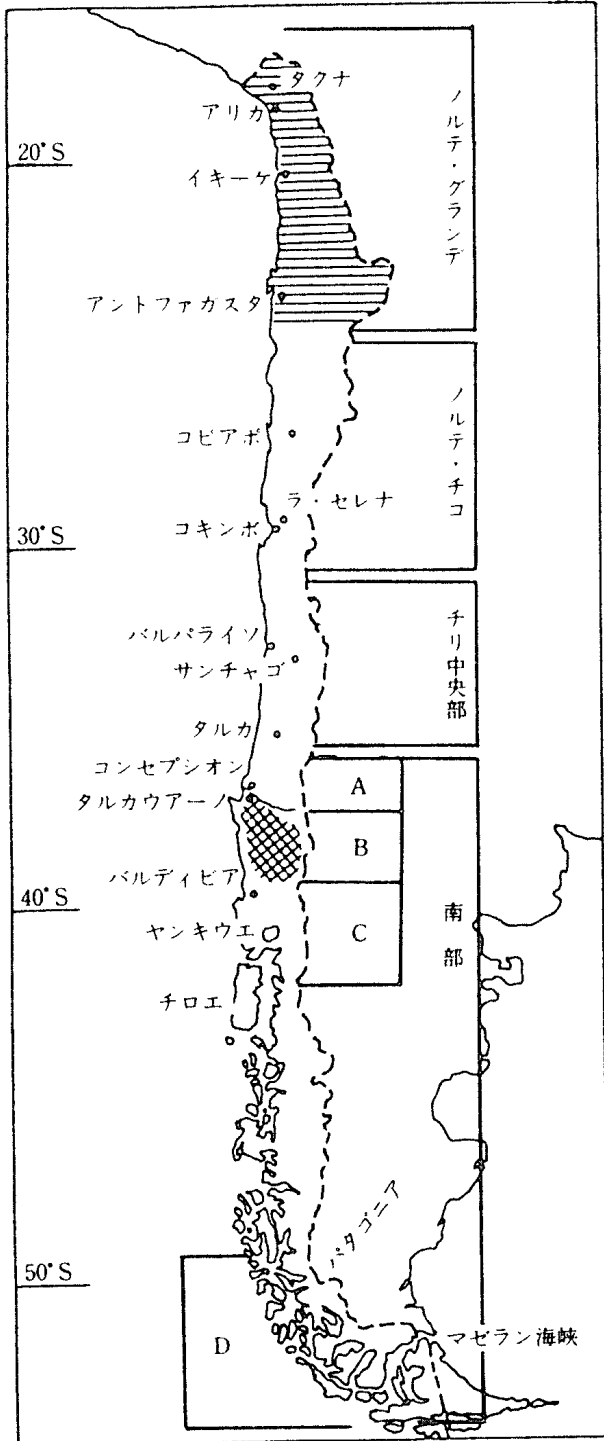 タクナ
アリカ
20°S
イキーケ
ノルテ・グランデ
アントファガスタ
コピアポ
ノルテ・チコ
ラ・セレナ
コキンボ
30°S
バルパライソ
サンチャゴ
チリ中央部
タルカ
コンセプシオン
A
タルカウアーノ
B
バルディビア
40°S
南部
ヤンキウエ
C
チロエ
パタゴニア
50°S
D
マゼラン海峡